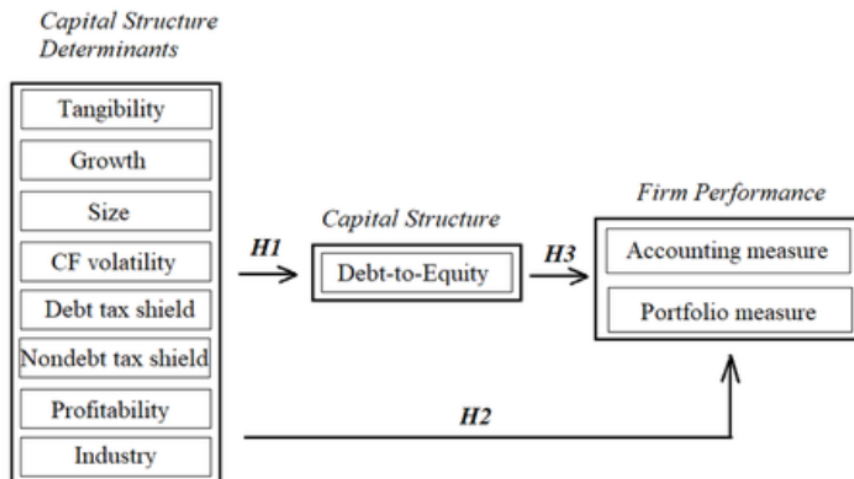 Capital Structure
Determinants
Tangibility
Growth
Size
CF volatility
Debt tax shield
Nondebt tax shield
Profitability
Industry
H1
Capital Structure
Debt-to-Equity
H3
Firm Performance
Accounting measure
Portfolio measure
H2